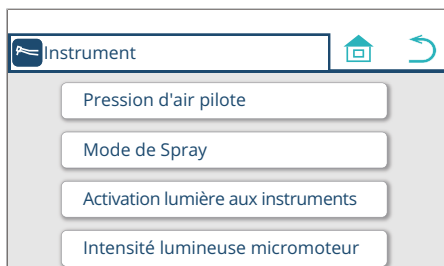 Instrument
Pression d'air pilote
Mode de Spray
Activation lumière aux instruments
Intensité lumineuse micromoteur